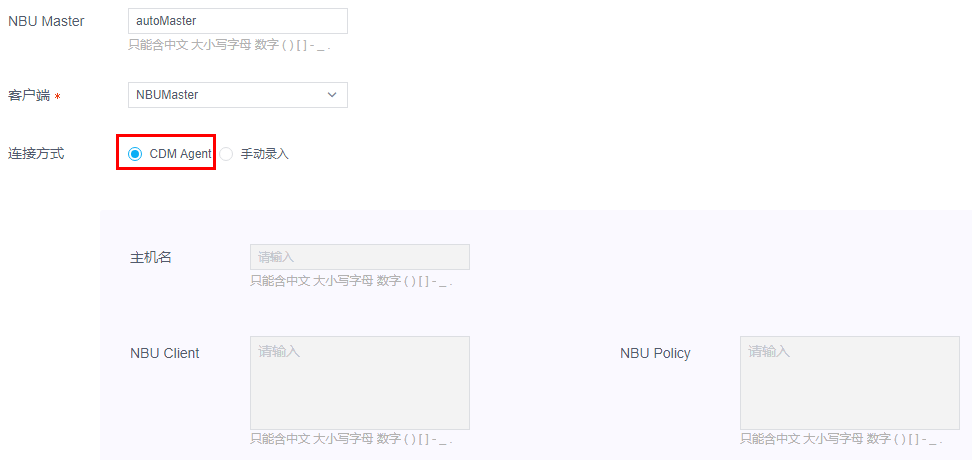 NBU Master autoMaster
只能含中文 大小写字母 数字 ( ) [ ] - _ .
客户端 * NBUMaster
连接方式 CDM Agent 手动录入
主机名 请输入
只能含中文 大小写字母 数字 ( ) [ ] - _ .
NBU Client 请输入 NBU Policy 请输入
只能含中文 大小写字母 数字 ( ) [ ] - _ . 只能含中文 大小写字母 数字 ( ) [ ] - _ .